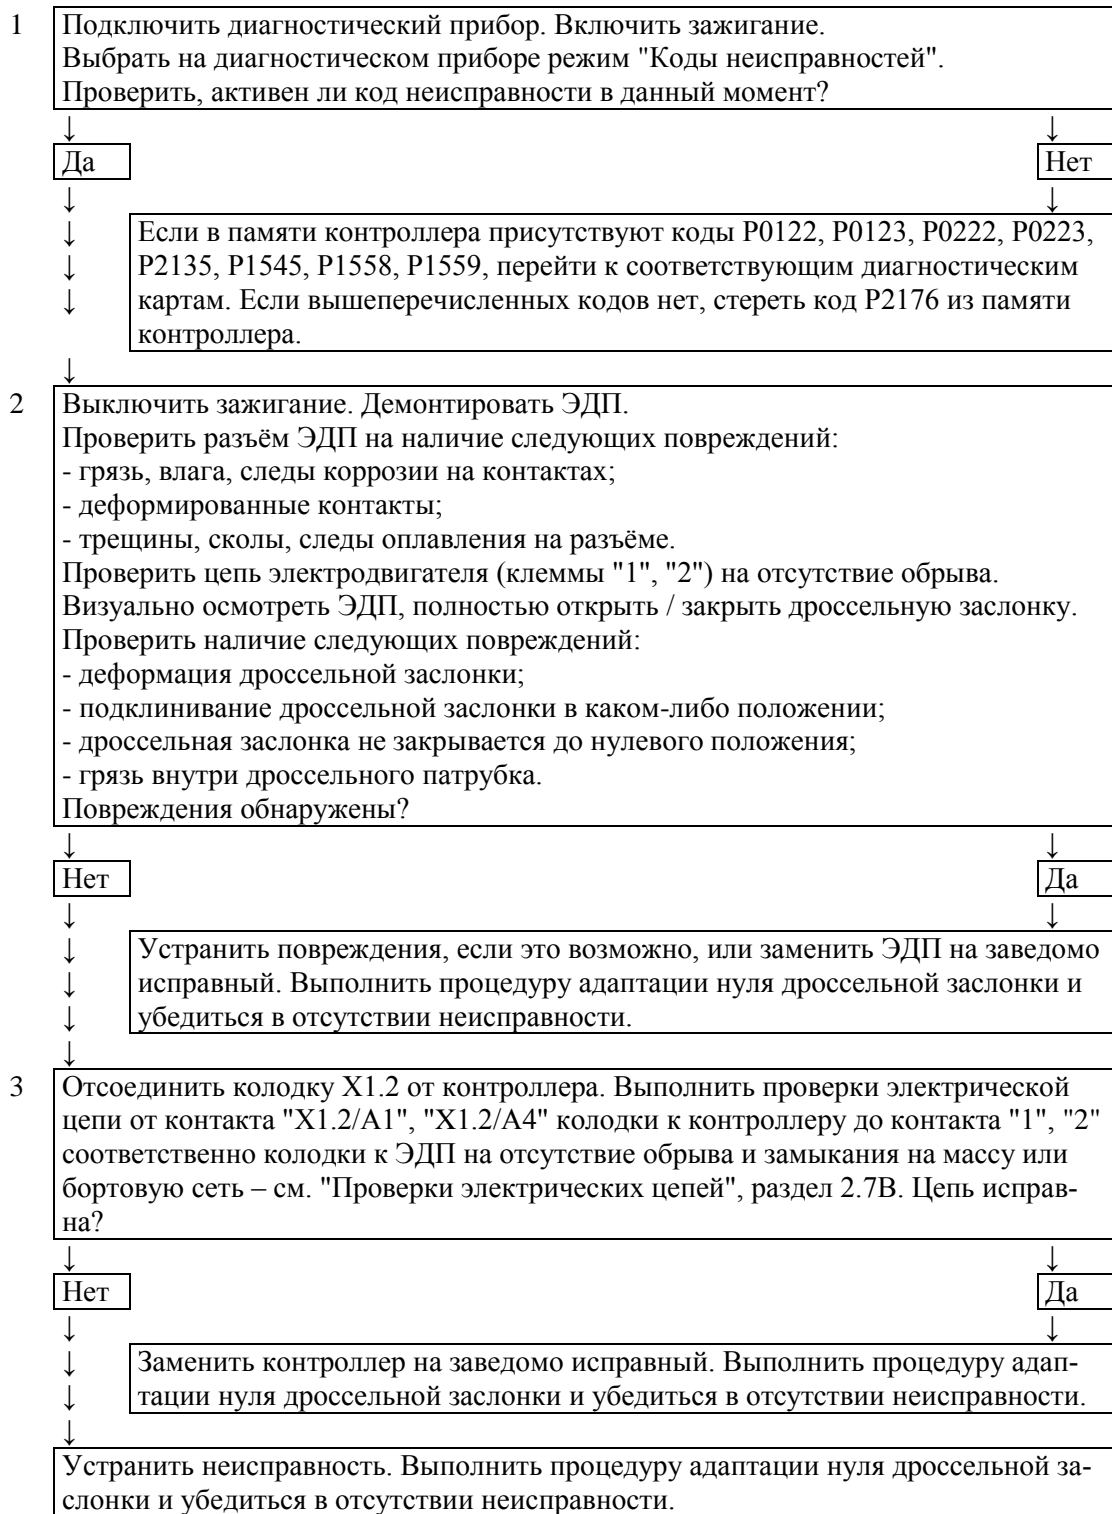 1 Подключить диагностический прибор. Включить зажигание.
Выбрать на диагностическом приборе режим "Коды неисправностей".
Проверить, активен ли код неисправности в данный момент?
↓ ↓
Да Нет
↓ ↓
↓ Если в памяти контроллера присутствуют коды P0122, P0123, P0222, P0223,
↓ P2135, P1545, P1558, P1559, перейти к соответствующим диагностическим
↓ картам. Если вышеперечисленных кодов нет, стереть код P2176 из памяти
контроллера.
↓
2 Выключить зажигание. Демонтировать ЭДП.
Проверить разъём ЭДП на наличие следующих повреждений:
- грязь, влага, следы коррозии на контактах;
- деформированные контакты;
- трещины, сколы, следы оплавления на разъёме.
Проверить цепь электродвигателя (клеммы "1", "2") на отсутствие обрыва.
Визуально осмотреть ЭДП, полностью открыть / закрыть дроссельную заслонку.
Проверить наличие следующих повреждений:
- деформация дроссельной заслонки;
- подклинивание дроссельной заслонки в каком-либо положении;
- дроссельная заслонка не закрывается до нулевого положения;
- грязь внутри дроссельного патрубка.
Повреждения обнаружены?
↓ ↓
Нет Да
↓ ↓
↓ Устранить повреждения, если это возможно, или заменить ЭДП на заведомо
↓ исправный. Выполнить процедуру адаптации нуля дроссельной заслонки и
↓ убедиться в отсутствии неисправности.
↓
3 Отсоединить колодку X1.2 от контроллера. Выполнить проверки электрической
цепи от контакта "X1.2/A1", "X1.2/A4" колодки к контроллеру до контакта "1", "2"
соответственно колодки к ЭДП на отсутствие обрыва и замыкания на массу или
бортовую сеть – см. "Проверки электрических цепей", раздел 2.7В. Цепь исправ-
на?
↓ ↓
Нет Да
↓ ↓
↓ Заменить контроллер на заведомо исправный. Выполнить процедуру адап-
↓ тации нуля дроссельной заслонки и убедиться в отсутствии неисправности.
↓
Устранить неисправность. Выполнить процедуру адаптации нуля дроссельной за-
слонки и убедиться в отсутствии неисправности.